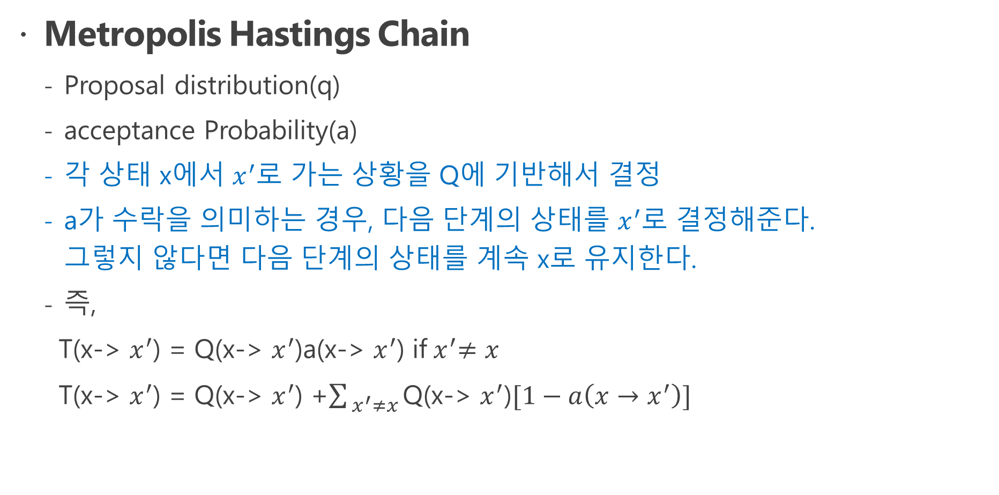 · Metropolis Hastings Chain
- Proposal distribution(q)
- acceptance Probability(a)
- 각 상태 x에서 𝑥′로 가는 상황을 Q에 기반해서 결정
- a가 수락을 의미하는 경우, 다음 단계의 상태를 𝑥′로 결정해준다.
그렇지 않다면 다음 단계의 상태를 계속 x로 유지한다.
- 즉,
T(x-> 𝑥′) = Q(x-> 𝑥′)a(x-> 𝑥′) if 𝑥′≠ 𝑥
T(x-> 𝑥′) = Q(x-> 𝑥′) +∑𝑥′≠𝑥 Q(x-> 𝑥′)[1 − 𝑎(𝑥 → 𝑥′)]